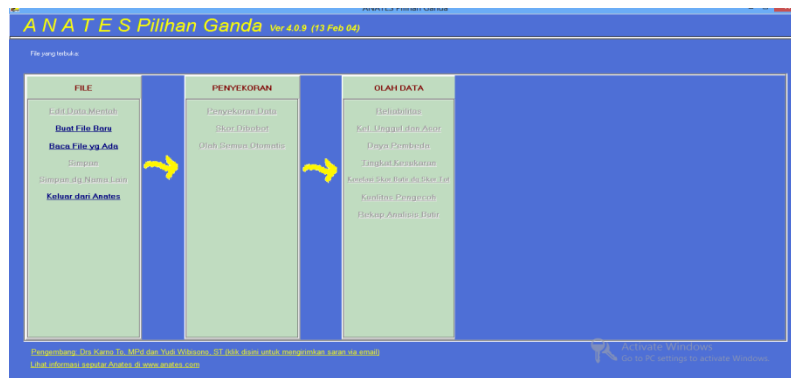 ANATES Pilihan Ganda
A N A T E S Pilihan Ganda Ver 4.0.9 (13 Feb 04)
File yang terbuka:
FILE
Edit Data Mentah
Buat File Baru
Baca File yg Ada
Simpan
Simpan dg Nama Lain
Keluar dari Anates
PENYEKORAN
Penyekoran Data
Skor Dibobot
Olah Semua Otomatis
OLAH DATA
Reliabilitas
Kel. Unggul dan Asor
Daya Pembeda
Tingkat Kesukaran
Korelasi Skor Butir dg Skor Tot
Kualitas Pengecoh
Rekap Analisis Butir
Pengembang: Drs Karno To, MPd dan Yudi Wibisono, ST (klik disini untuk mengirimkan saran via email)
Lihat informasi seputar Anates di www.anates.com
Activate Windows
Go to PC settings to activate Windows.